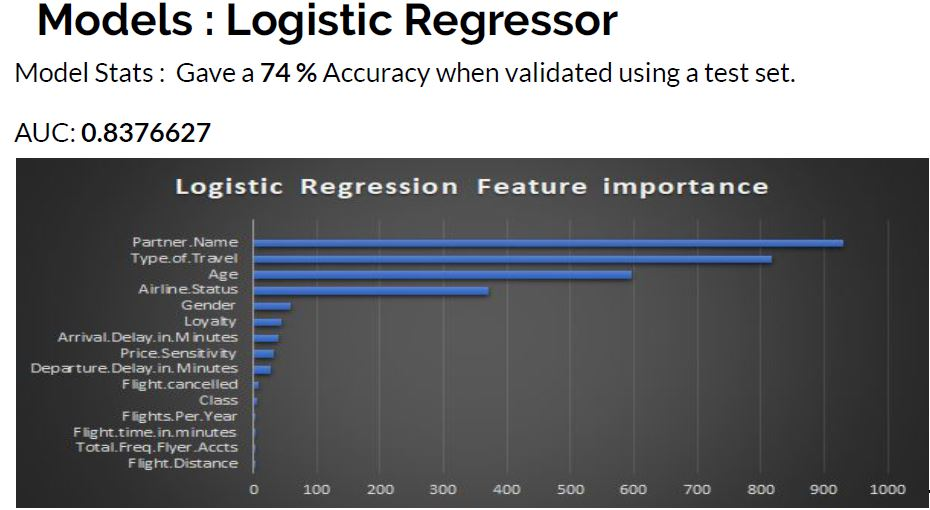 Models : Logistic Regressor
Model Stats : Gave a 74 % Accuracy when validated using a test set.
AUC: 0.8376627
Logistic Regression Feature importance
Partner.Name
Type.of.Travel
Age
Airline.Status
Gender
Loyalty
Arrival.Delay.in.Minutes
Price.Sensitivity
Departure.Delay.in.Minutes
Flight.cancelled
Class
Flights.Per.Year
Flight.time.in.minutes
Total.Freq.Flyer.Accts
Flight.Distance
0 100 200 300 400 500 600 700 800 900 1000